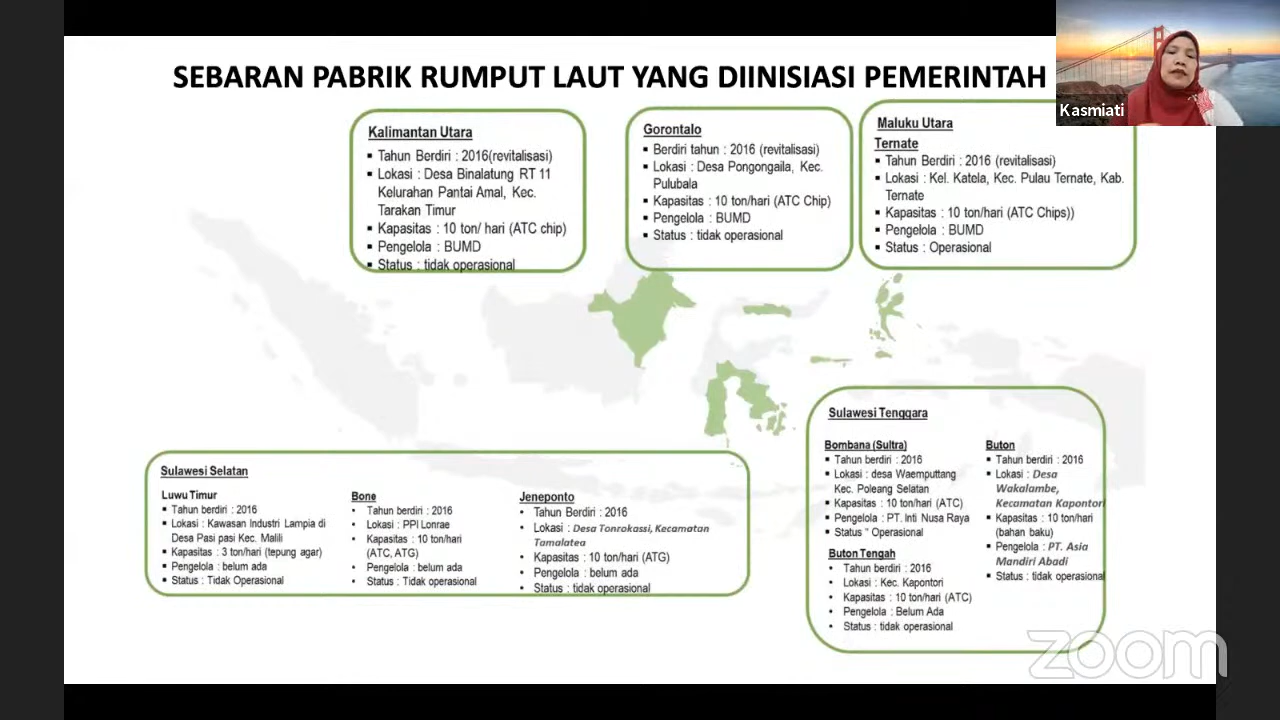 SEBARAN PABRIK RUMPUT LAUT YANG DIINISIASI PEMERINTAH
Kasmiati
Kalimantan Utara
▪ Tahun Berdiri : 2016(revitalisasi)
▪ Lokasi : Desa Binalatung RT 11
Kelurahan Pantai Amal, Kec.
Tarakan Timur
▪ Kapasitas : 10 ton/ hari (ATC chip)
▪ Pengelola : BUMD
▪ Status : tidak operasional
Gorontalo
▪ Berdiri tahun : 2016 (revitalisasi)
▪ Lokasi : Desa Pongongaila, Kec.
Pulubala
▪ Kapasitas : 10 ton/hari (ATC Chip)
▪ Pengelola : BUMD
▪ Status : tidak operasional
Maluku Utara
Ternate
▪ Tahun Berdiri : 2016 (revitalisasi)
▪ Lokasi : Kel. Katela, Kec. Pulau Ternate, Kab.
Ternate
▪ Kapasitas : 10 ton/hari (ATC Chips))
▪ Pengelola : BUMD
▪ Status : Operasional
Sulawesi Selatan
Luwu Timur
▪ Tahun berdiri : 2016
▪ Lokasi : Kawasan Industri Lampia di
Desa Pasi pasi Kec. Malili
▪ Kapasitas : 3 ton/hari (tepung agar)
▪ Pengelola : belum ada
▪ Status : Tidak Operasional
Bone
• Tahun berdiri : 2016
• Lokasi : PPI Lonrae
• Kapasitas : 10 ton/hari
(ATC, ATG)
• Pengelola : belum ada
• Status : Tidak operasional
Jeneponto
• Tahun Berdiri : 2016
• Lokasi : Desa Tonrokassi, Kecamatan
Tamalatea
• Kapasitas : 10 ton/hari (ATG)
• Pengelola : belum ada
• Status : tidak operasional
Sulawesi Tenggara
Bombana (Sultra)
▪ Tahun berdiri : 2016
▪ Lokasi : desa Waemputtang
Kec. Poleang Selatan
▪ Kapasitas : 10 ton/hari (ATC)
▪ Pengelola : PT. Inti Nusa Raya
▪ Status " Operasional
Buton Tengah
• Tahun berdiri : 2016
• Lokasi : Kec. Kapontori
• Kapasitas : 10 ton/hari (ATC)
• Pengelola : Belum Ada
• Status : tidak operasional
Buton
▪ Tahun berdiri : 2016
▪ Lokasi : Desa
Wakalambe,
Kecamatan Kapontori
▪ Kapasitas : 10 ton/hari
(bahan baku)
▪ Pengelola : PT. Asia
Mandiri Abadi
▪ Status : tidak operasional
zoom